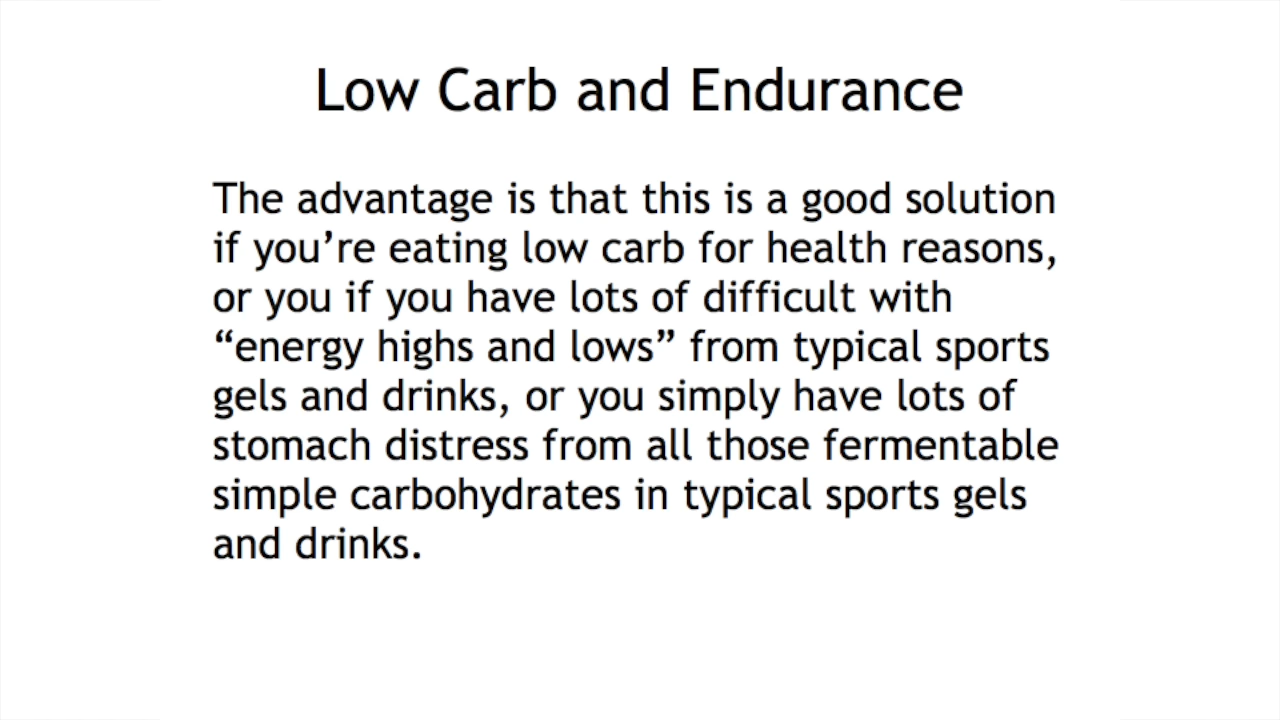 Low Carb and Endurance
The advantage is that this is a good solution
if you’re eating low carb for health reasons,
or you if you have lots of difficult with
“energy highs and lows” from typical sports
gels and drinks, or you simply have lots of
stomach distress from all those fermentable
simple carbohydrates in typical sports gels
and drinks.